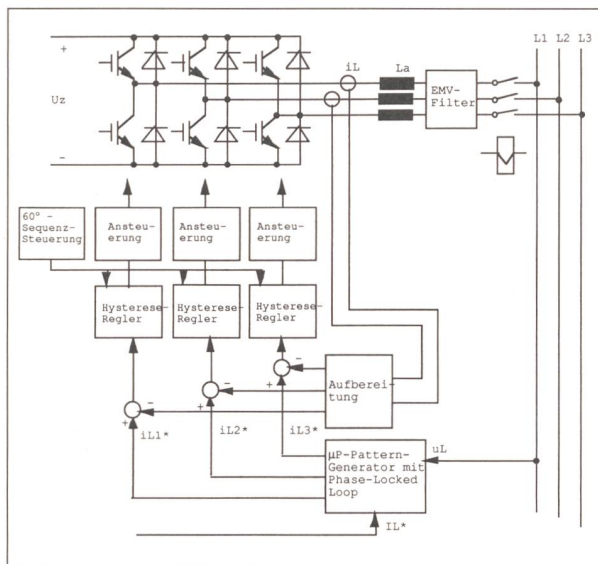 L1 L2 L3
+
iL La
Uz
EMV-
Filter
-
60° -
Sequenz-
Steuerung
Ansteu-
erung
Ansteu-
erung
Ansteu-
erung
Hysterese-
Regler
Hysterese-
Regler
Hysterese-
Regler
-
+
-
+
-
+
Aufberei-
tung
iL1*
iL2*
iL3*
µP-Pattern-
Generator mit
Phase-Locked
Loop
uL
IL*